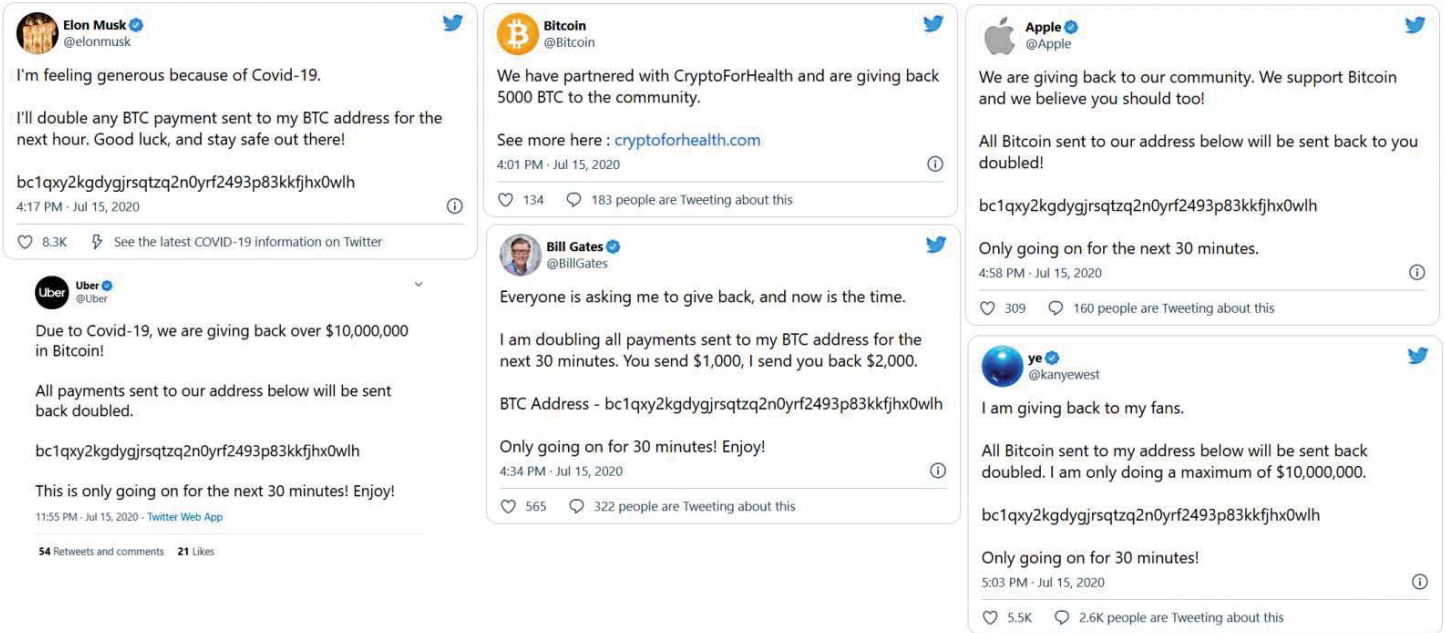 Elon Musk
@elonmusk
I'm feeling generous because of Covid-19.
I'll double any BTC payment sent to my BTC address for the
next hour. Good luck, and stay safe out there!
bc1qxy2kgdygjrsqtzq2n0yrf2493p83kkfjhx0wlh
4:17 PM · Jul 15, 2020
8.3K See the latest COVID-19 information on Twitter
Uber
Uber
@Uber
Due to Covid-19, we are giving back over $10,000,000
in Bitcoin!
All payments sent to our address below will be sent
back doubled.
bc1qxy2kgdygjrsqtzq2n0yrf2493p83kkfjhx0wlh
This is only going on for the next 30 minutes! Enjoy!
11:55 PM · Jul 15, 2020 · Twitter Web App
54 Retweets and comments 21 Likes
Bitcoin
@Bitcoin
We have partnered with CryptoForHealth and are giving back
5000 BTC to the community.
See more here : cryptoforhealth.com
4:01 PM · Jul 15, 2020
134 183 people are Tweeting about this
Bill Gates
@BillGates
Everyone is asking me to give back, and now is the time.
I am doubling all payments sent to my BTC address for the
next 30 minutes. You send $1,000, I send you back $2,000.
BTC Address - bc1qxy2kgdygjrsqtzq2n0yrf2493p83kkfjhx0wlh
Only going on for 30 minutes! Enjoy!
4:34 PM · Jul 15, 2020
565 322 people are Tweeting about this
Apple
@Apple
We are giving back to our community. We support Bitcoin
and we believe you should too!
All Bitcoin sent to our address below will be sent back to you
doubled!
bc1qxy2kgdygjrsqtzq2n0yrf2493p83kkfjhx0wlh
Only going on for the next 30 minutes.
4:58 PM · Jul 15, 2020
309 160 people are Tweeting about this
ye
@kanyewest
I am giving back to my fans.
All Bitcoin sent to my address below will be sent back
doubled. I am only doing a maximum of $10,000,000.
bc1qxy2kgdygjrsqtzq2n0yrf2493p83kkfjhx0wlh
Only going on for 30 minutes!
5:03 PM · Jul 15, 2020
5.5K 2.6K people are Tweeting about this